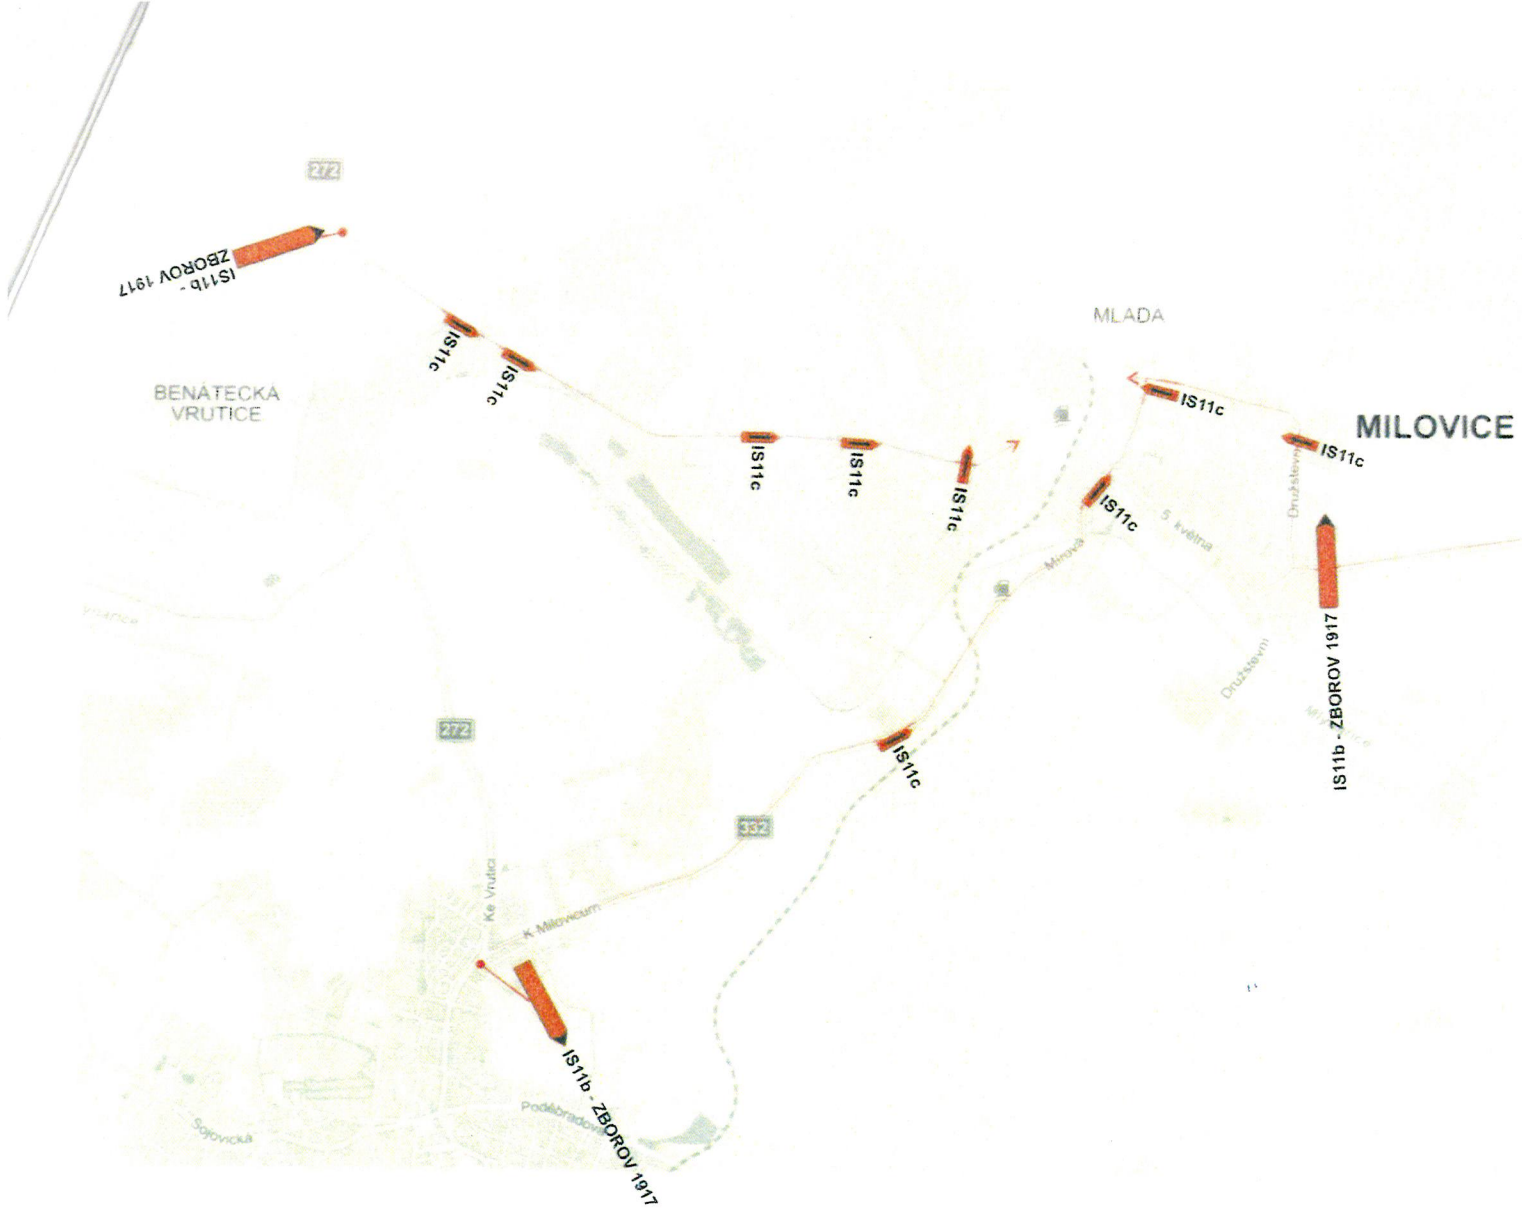 272
IS11b -
ZBOROV 1917
IS11c
IS11c
MLADA
BENÁTECKÁ
VRUTICE
IS11c
IS11c
IS11c
IS11c
MILOVICE
IS11c
IS11c
Družstevní
5. května
Mírová
Družstevní
IS11b - ZBOROV 1917
272
IS11c
332
Ke Vrutici
K Milovicům
IS11b - ZBOROV 1917
Poděbradova
Sojovická